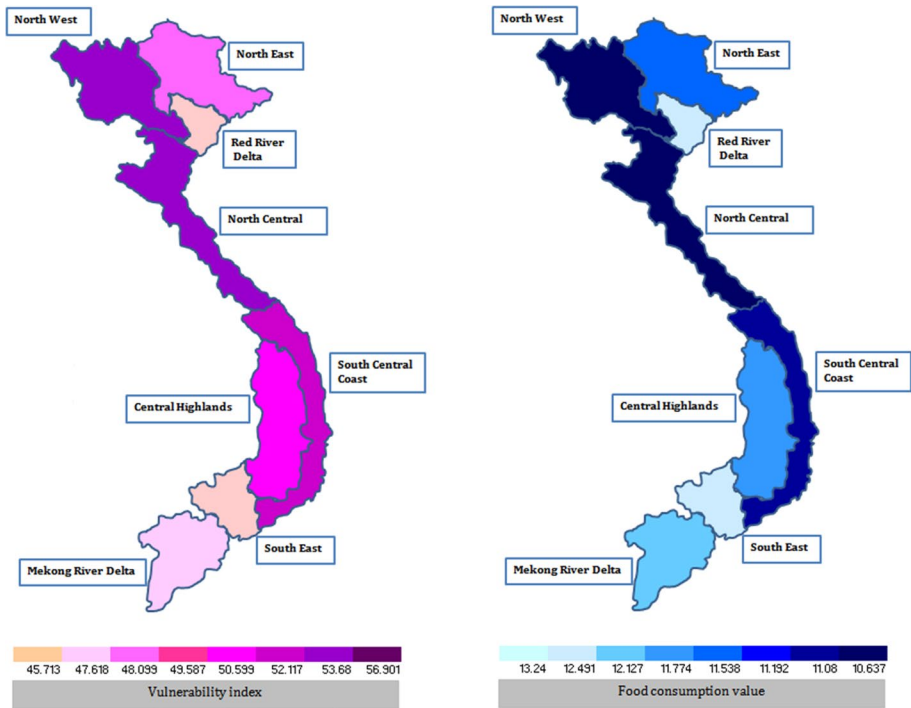 North West
North East
Red River
Delta
North Central
South Central
Coast
Central Highlands
South East
Mekong River Delta
45.713 47.618 48.099 49.587 50.599 52.117 53.68 56.901
Vulnerability index
North West
North East
Red River
Delta
North Central
South Central
Coast
Central Highlands
South East
Mekong River Delta
13.24 12.491 12.127 11.774 11.538 11.132 11.08 10.637
Food consumption value